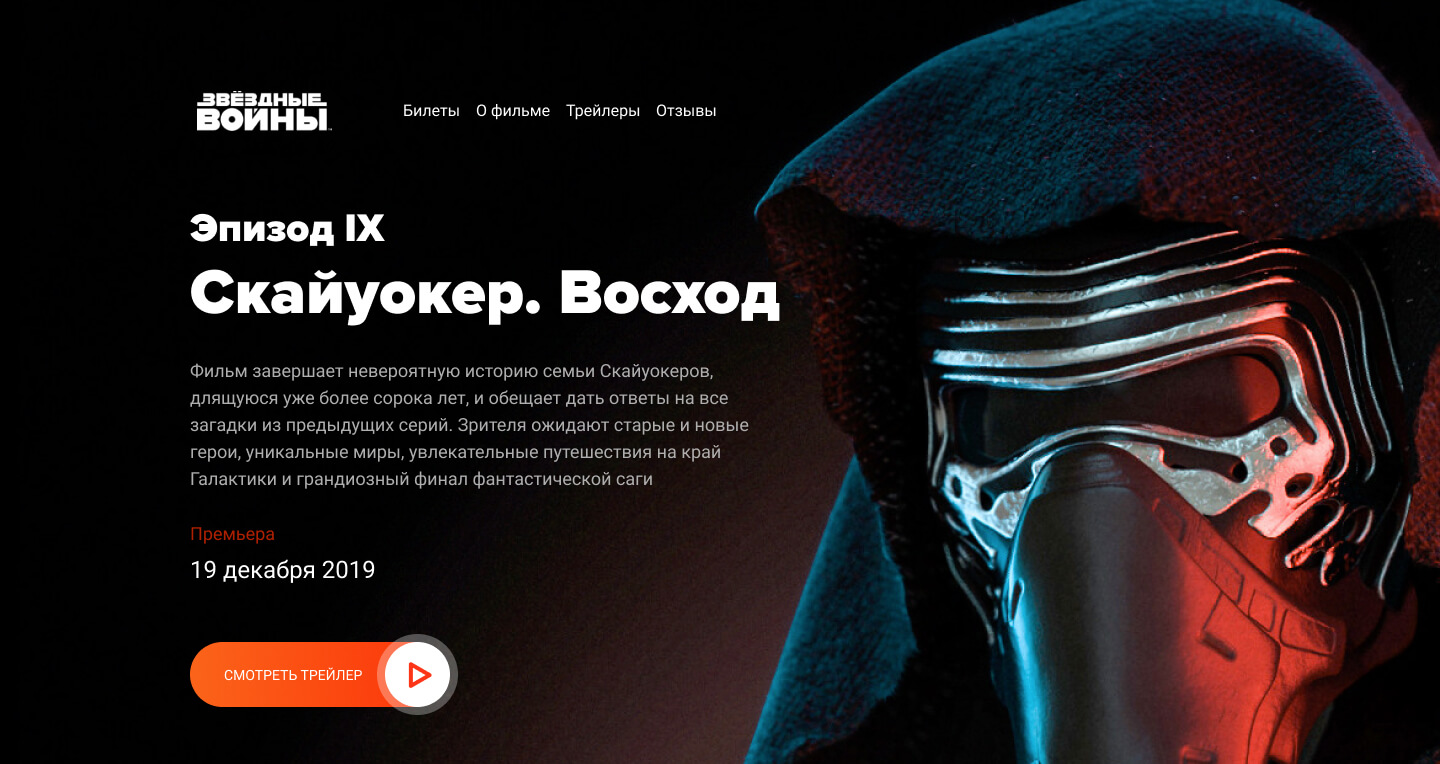 ЗВЁЗДНЫЕ
ВОЙНЫ
Билеты О фильме Трейлеры Отзывы
Эпизод IX
Скайуокер. Восход
Фильм завершает невероятную историю семьи Скайуокеров,
длящуюся уже более сорока лет, и обещает дать ответы на все
загадки из предыдущих серий. Зрителя ожидают старые и новые
герои, уникальные миры, увлекательные путешествия на край
Галактики и грандиозный финал фантастической саги
Премьера
19 декабря 2019
СМОТРЕТЬ ТРЕЙЛЕР